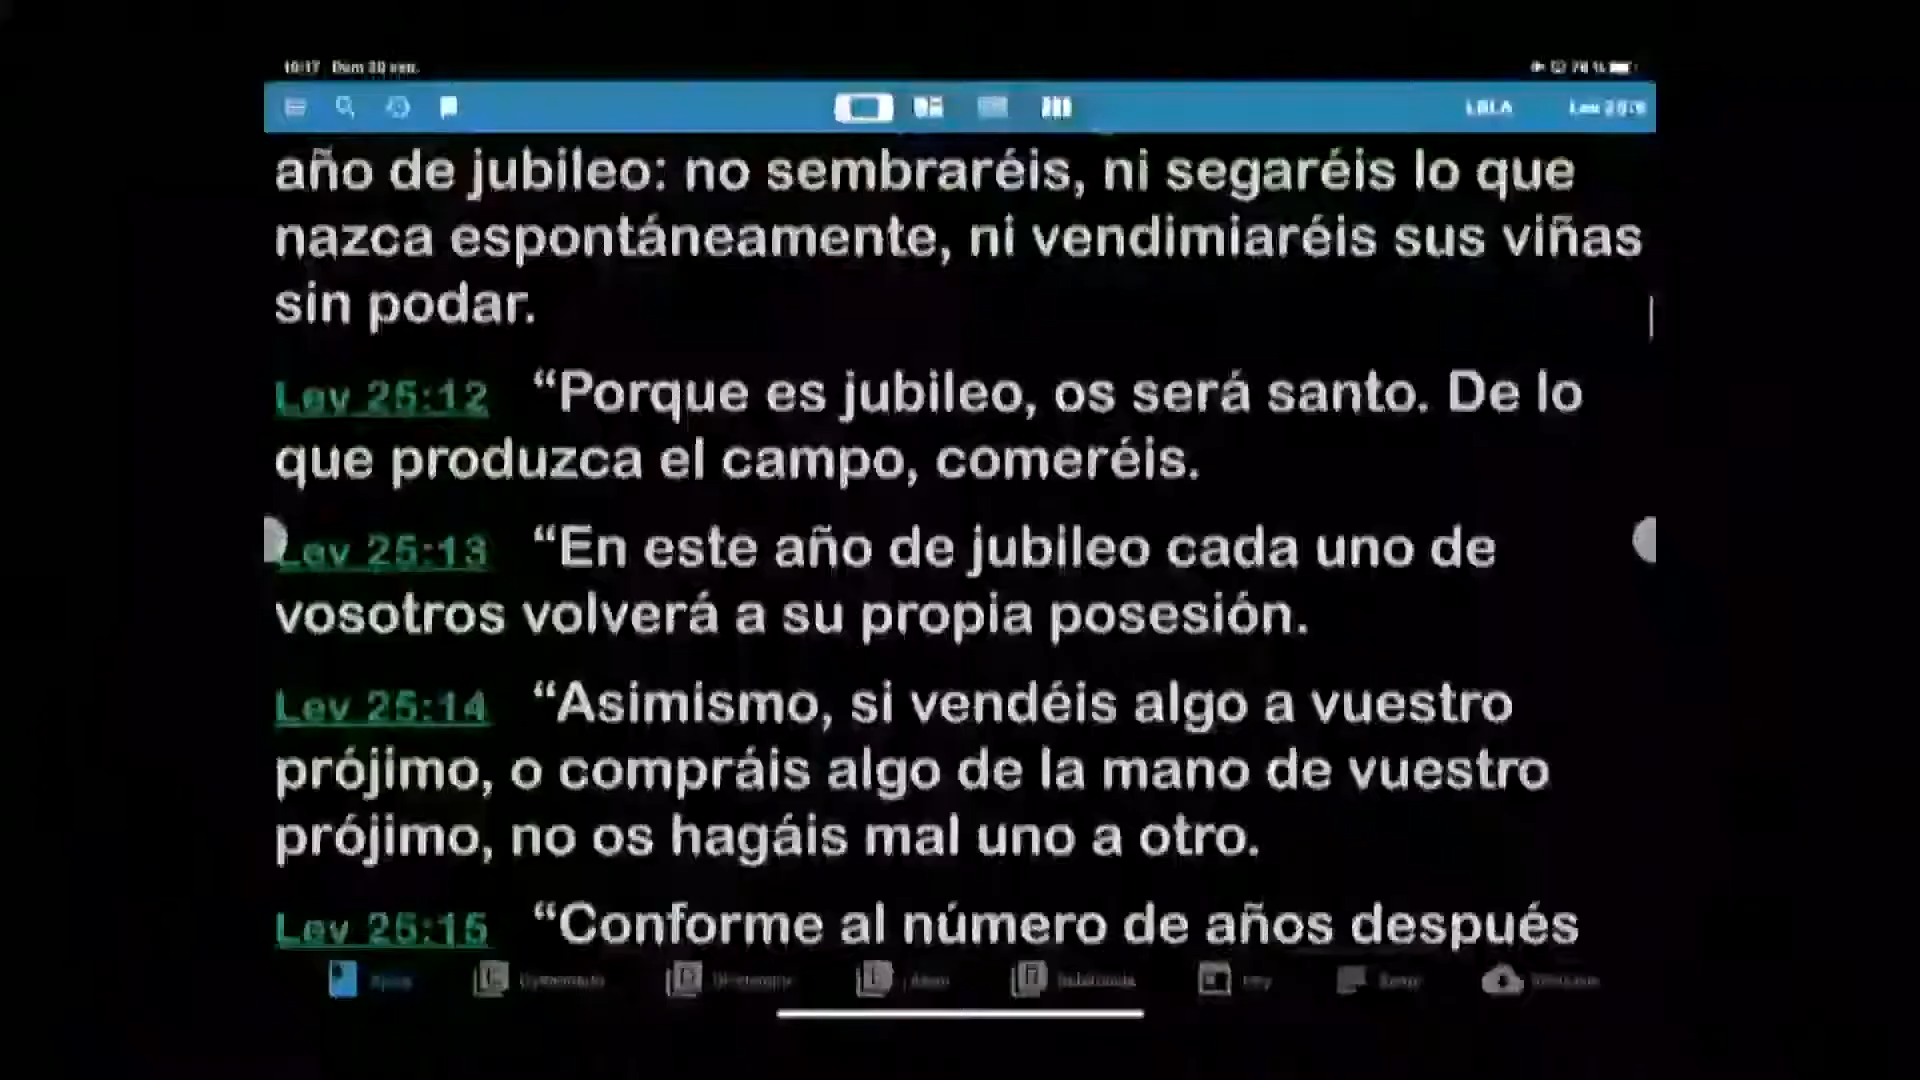 10:17
LBLA
año de jubileo: no sembraréis, ni segaréis lo que
nazca espontáneamente, ni vendimiaréis sus viñas
sin podar.
Lev 25:12 “Porque es jubileo, os será santo. De lo
que produzca el campo, comeréis.
Lev 25:13 “En este año de jubileo cada uno de
vosotros volverá a su propia posesión.
Lev 25:14 “Asimismo, si vendéis algo a vuestro
prójimo, o compráis algo de la mano de vuestro
prójimo, no os hagáis mal uno a otro.
Lev 25:15 “Conforme al número de años después